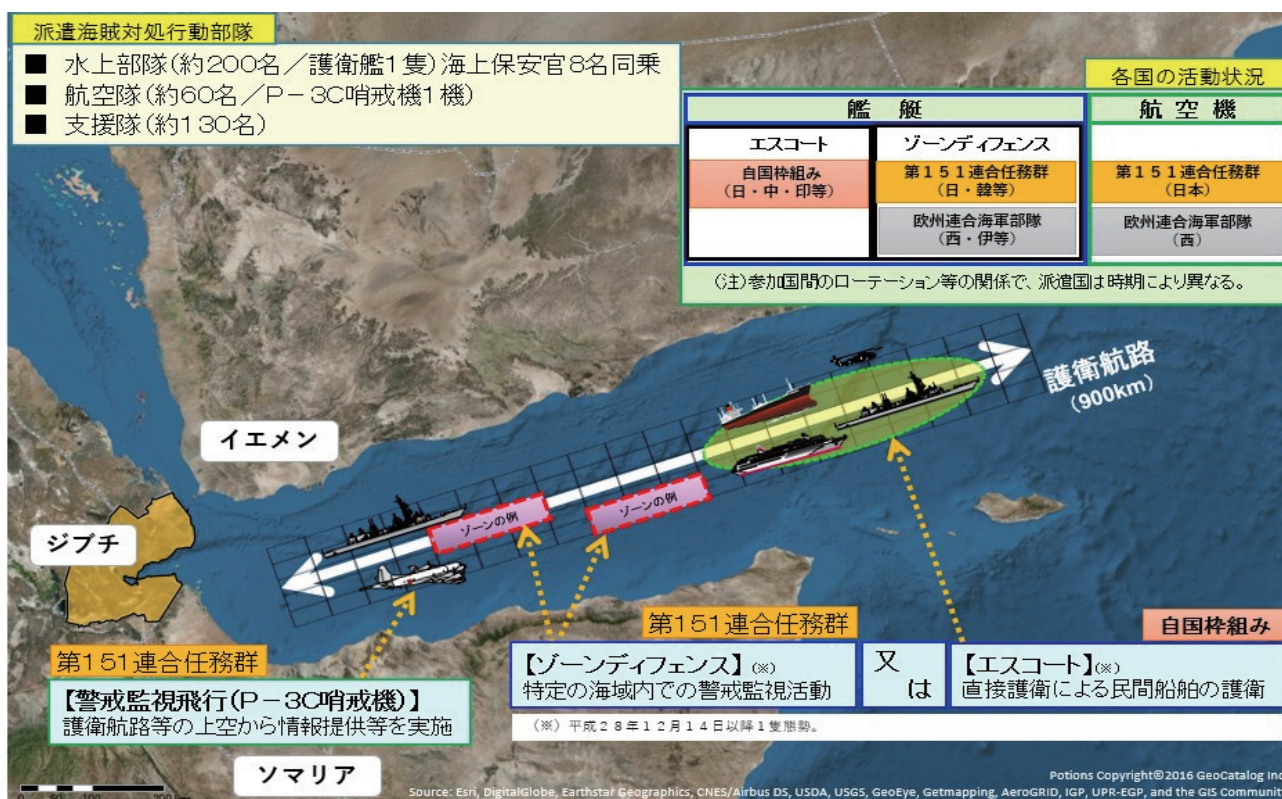 派遣海賊対処行動部隊
■ 水上部隊(約200名／護衛艦1隻)海上保安官8名同乗
■ 航空隊(約60名／P－3C哨戒機1機)
■ 支援隊(約130名)
各国の活動状況
艦 艇
航 空 機
エスコート
ゾーンディフェンス
自国枠組み
(日・中・印等)
第１５１連合任務群
(日・韓等)
第１５１連合任務群
(日本)
欧州連合海軍部隊
(西・伊等)
欧州連合海軍部隊
(西)
(注)参加国間のローテーション等の関係で、派遣国は時期により異なる。
護衛航路
(900km)
イエメン
ジブチ
ゾーンの例
ゾーンの例
第151連合任務群
【警戒監視飛行(P－3C哨戒機)】
護衛航路等の上空から情報提供等を実施
第151連合任務群
【ゾーンディフェンス】(※)
特定の海域内での警戒監視活動
又
は
自国枠組み
【エスコート】(※)
直接護衛による民間船舶の護衛
(※) 平成２８年１２月１４日以降１隻態勢。
ソマリア
Potions Copyright©2016 GeoCatalog Inc
Source: Esri, DigitalGlobe, Earthstar Geographics, CNES/Airbus DS, USDA, USGS, GeoEye, Getmapping, AeroGRID, IGP, UPR-EGP, and the GIS Communit